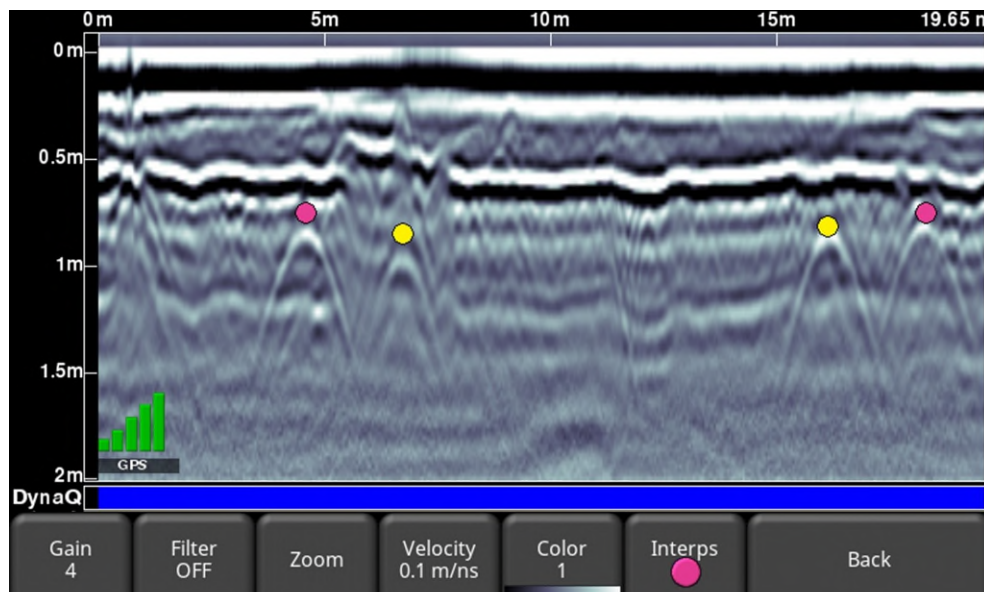 0 m 5m 10 m 15m 19.65 m
0 m
0.5m
1m
1.5m
GPS
2m
DynaQ
Gain
4
Filter
OFF
Zoom
Velocity
0.1 m/ns
Color
1
Interps
Back